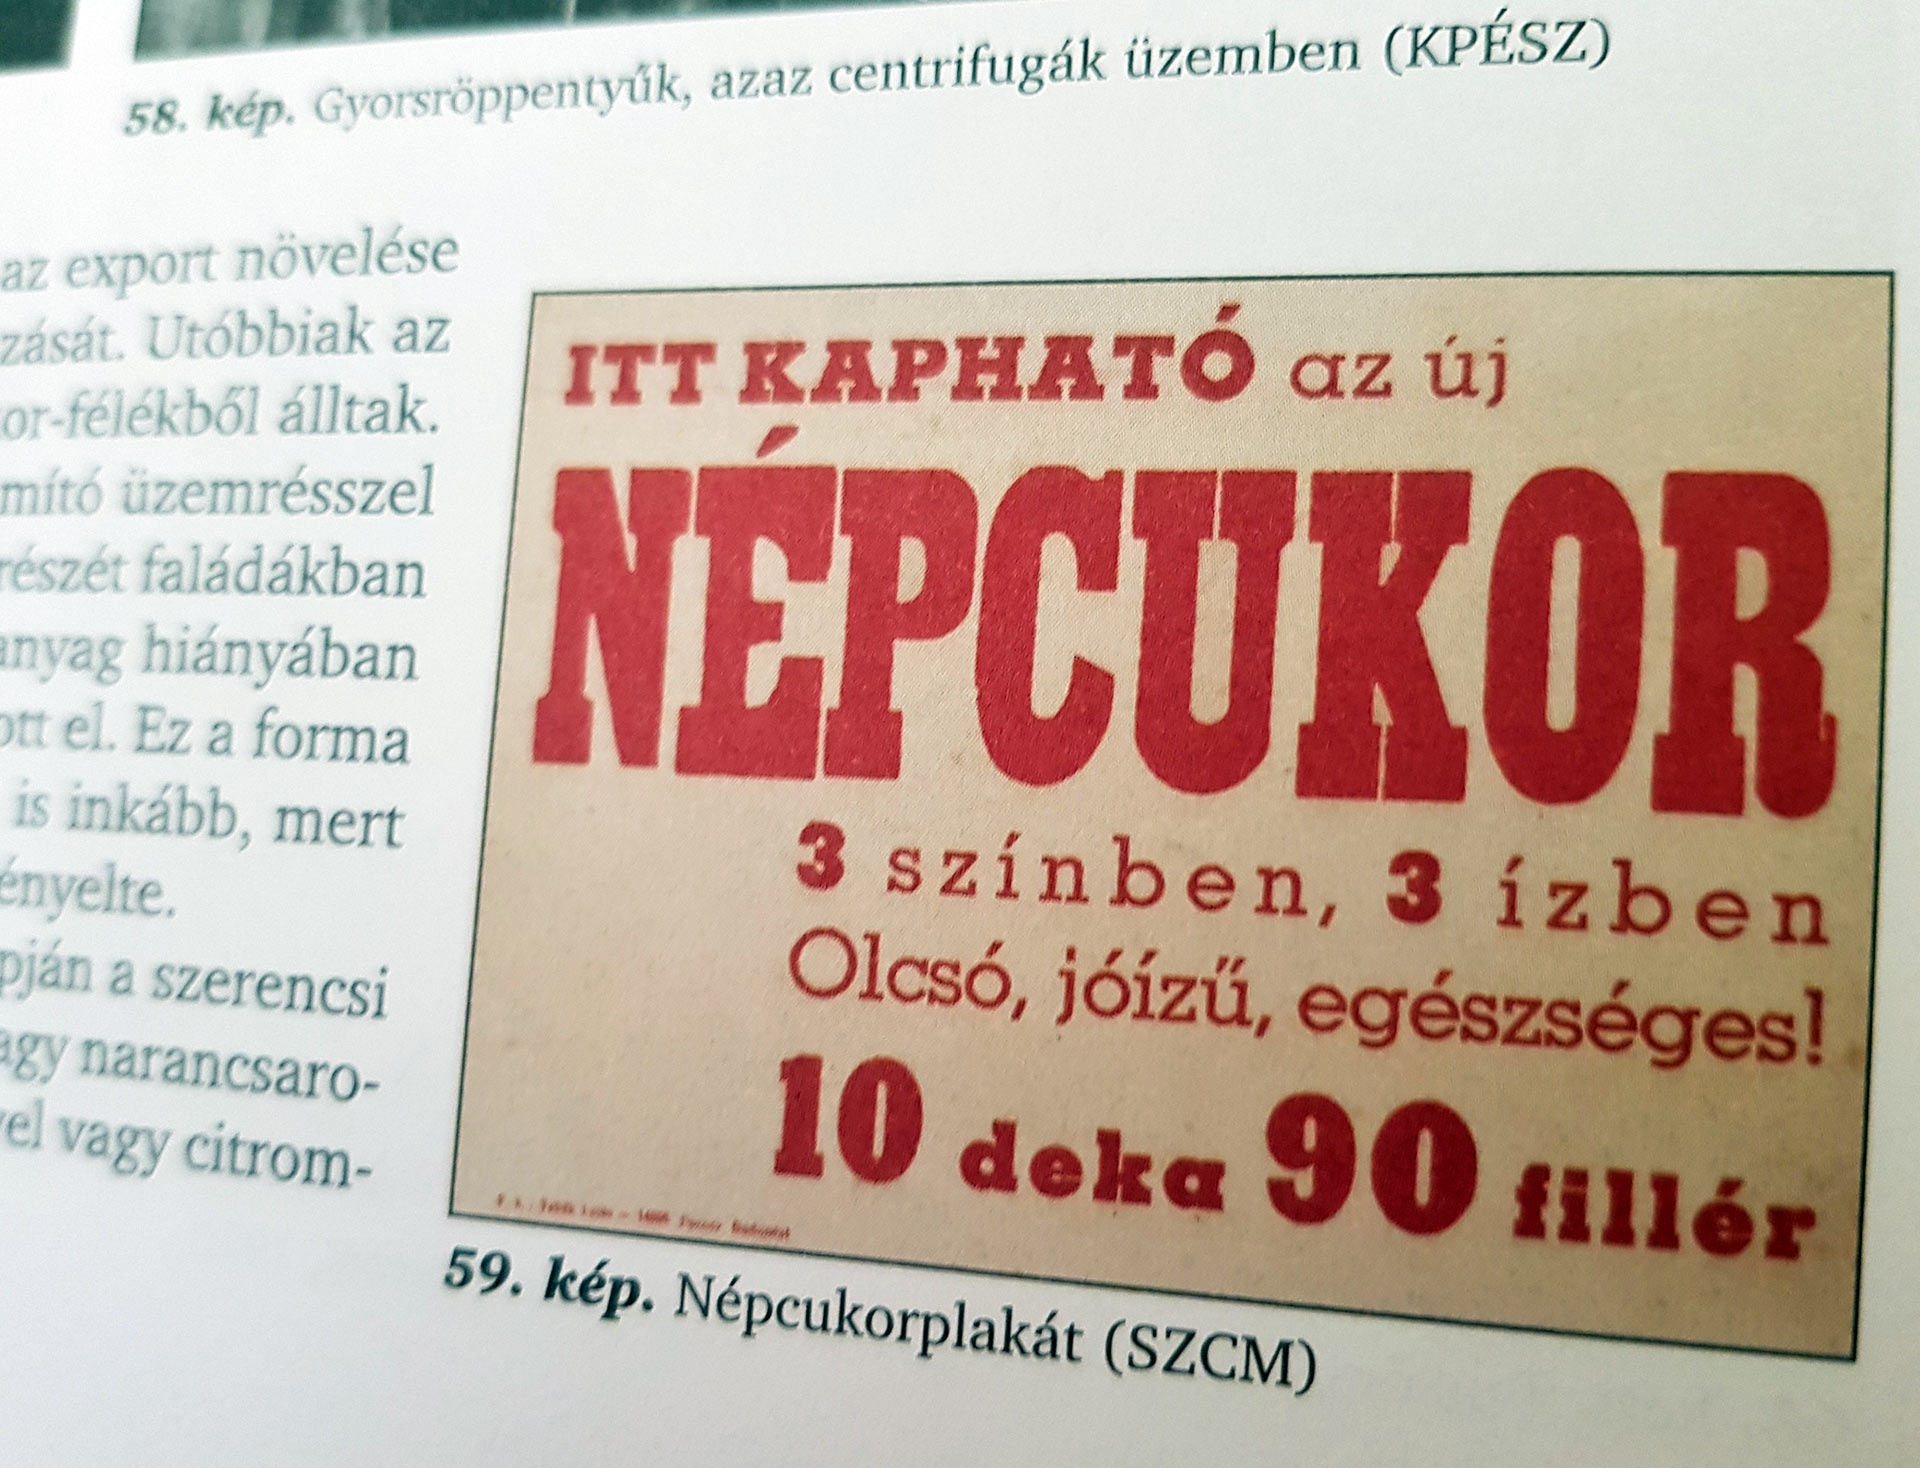 58. kép. Gyorsröppentyűk, azaz centrifugák üzemben (KPÉSZ)
az export növelése
zását. Utóbbiak az
or-félékből álltak.
mító üzemrésszel
részét faládákban
anyag hiányában
ott el. Ez a forma
is inkább, mert
ényelte.
pján a szerencsi
agy narancsaro-
el vagy citrom-
ITT KAPHATÓ az új
NÉPCUKOR
3 színben, 3 ízben
Olcsó, jóízű, egészséges!
10 deka 90 fillér
59. kép. Népcukorplakát (SZCM)